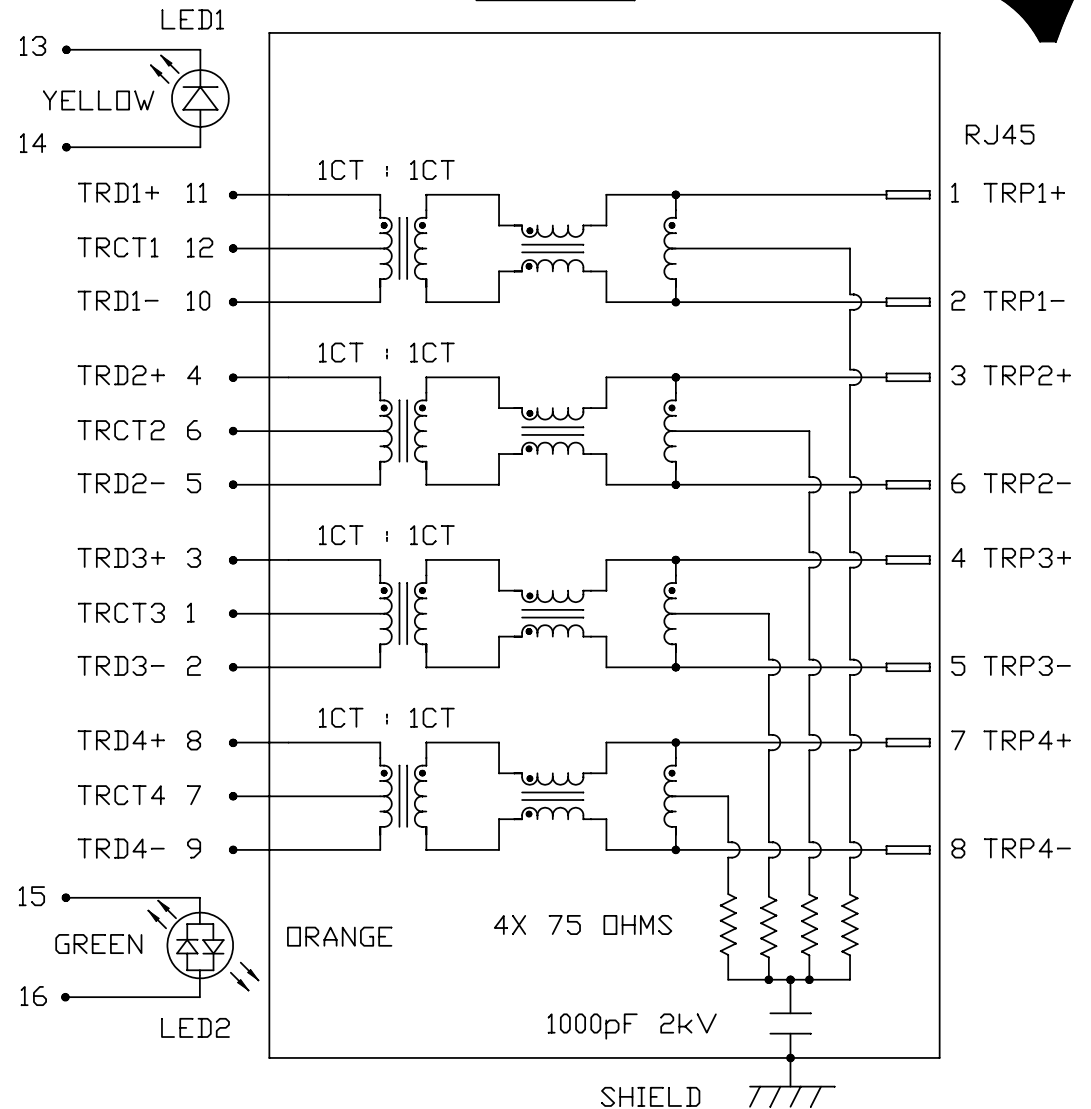 LED1
13
YELLOW
14
RJ45
1CT : 1CT
TRD1+ 11
1 TRP1+
TRCT1 12
TRD1- 10
2 TRP1-
1CT : 1CT
TRD2+ 4
3 TRP2+
TRCT2 6
TRD2- 5
6 TRP2-
1CT : 1CT
TRD3+ 3
4 TRP3+
TRCT3 1
TRD3- 2
5 TRP3-
1CT : 1CT
TRD4+ 8
7 TRP4+
TRCT4 7
TRD4- 9
8 TRP4-
15
GREEN
ORANGE
4X 75 OHMS
16
LED2
1000pF 2kV
SHIELD